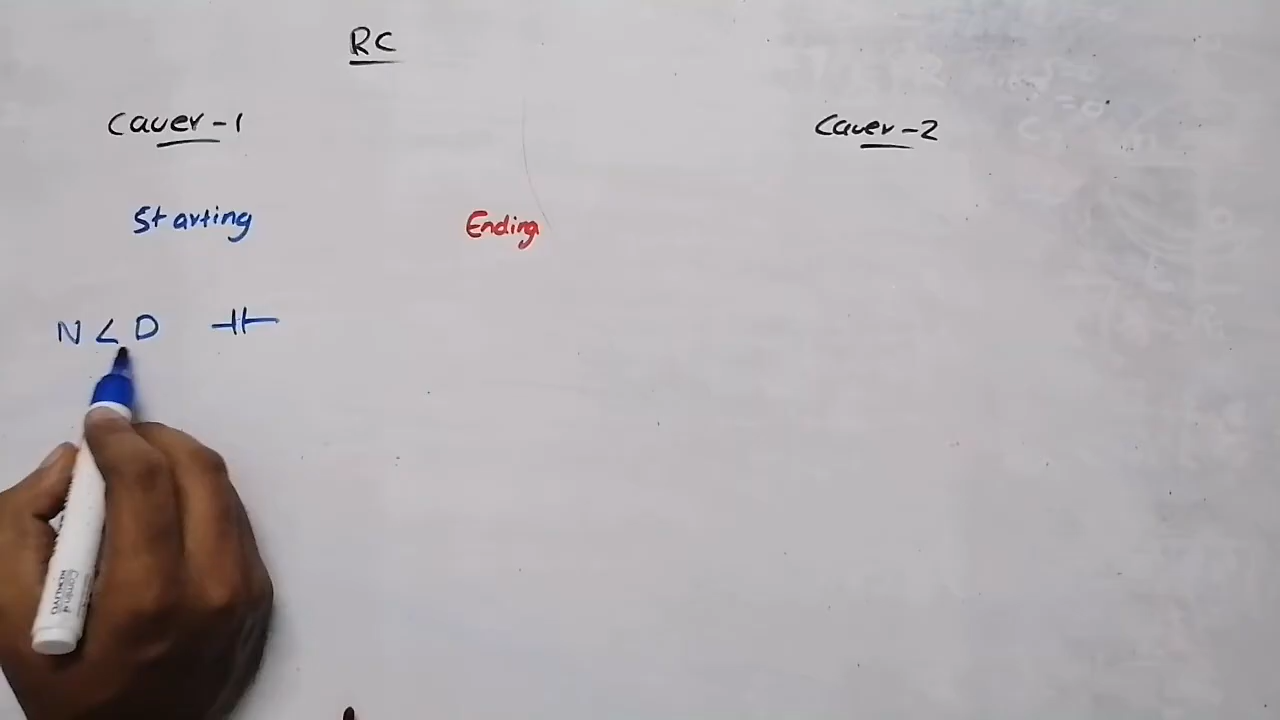 RC
Cauer-1
Cauer-2
Starting
Ending
N < D